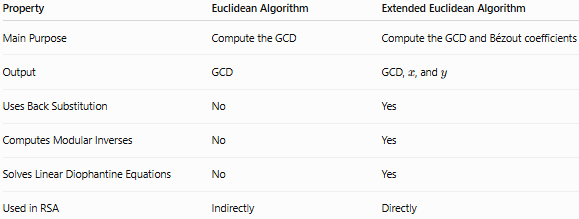 Property Euclidean Algorithm Extended Euclidean Algorithm
Main Purpose Compute the GCD Compute the GCD and Bézout coefficients
Output GCD GCD, x, and y
Uses Back Substitution No Yes
Computes Modular Inverses No Yes
Solves Linear Diophantine Equations No Yes
Used in RSA Indirectly Directly